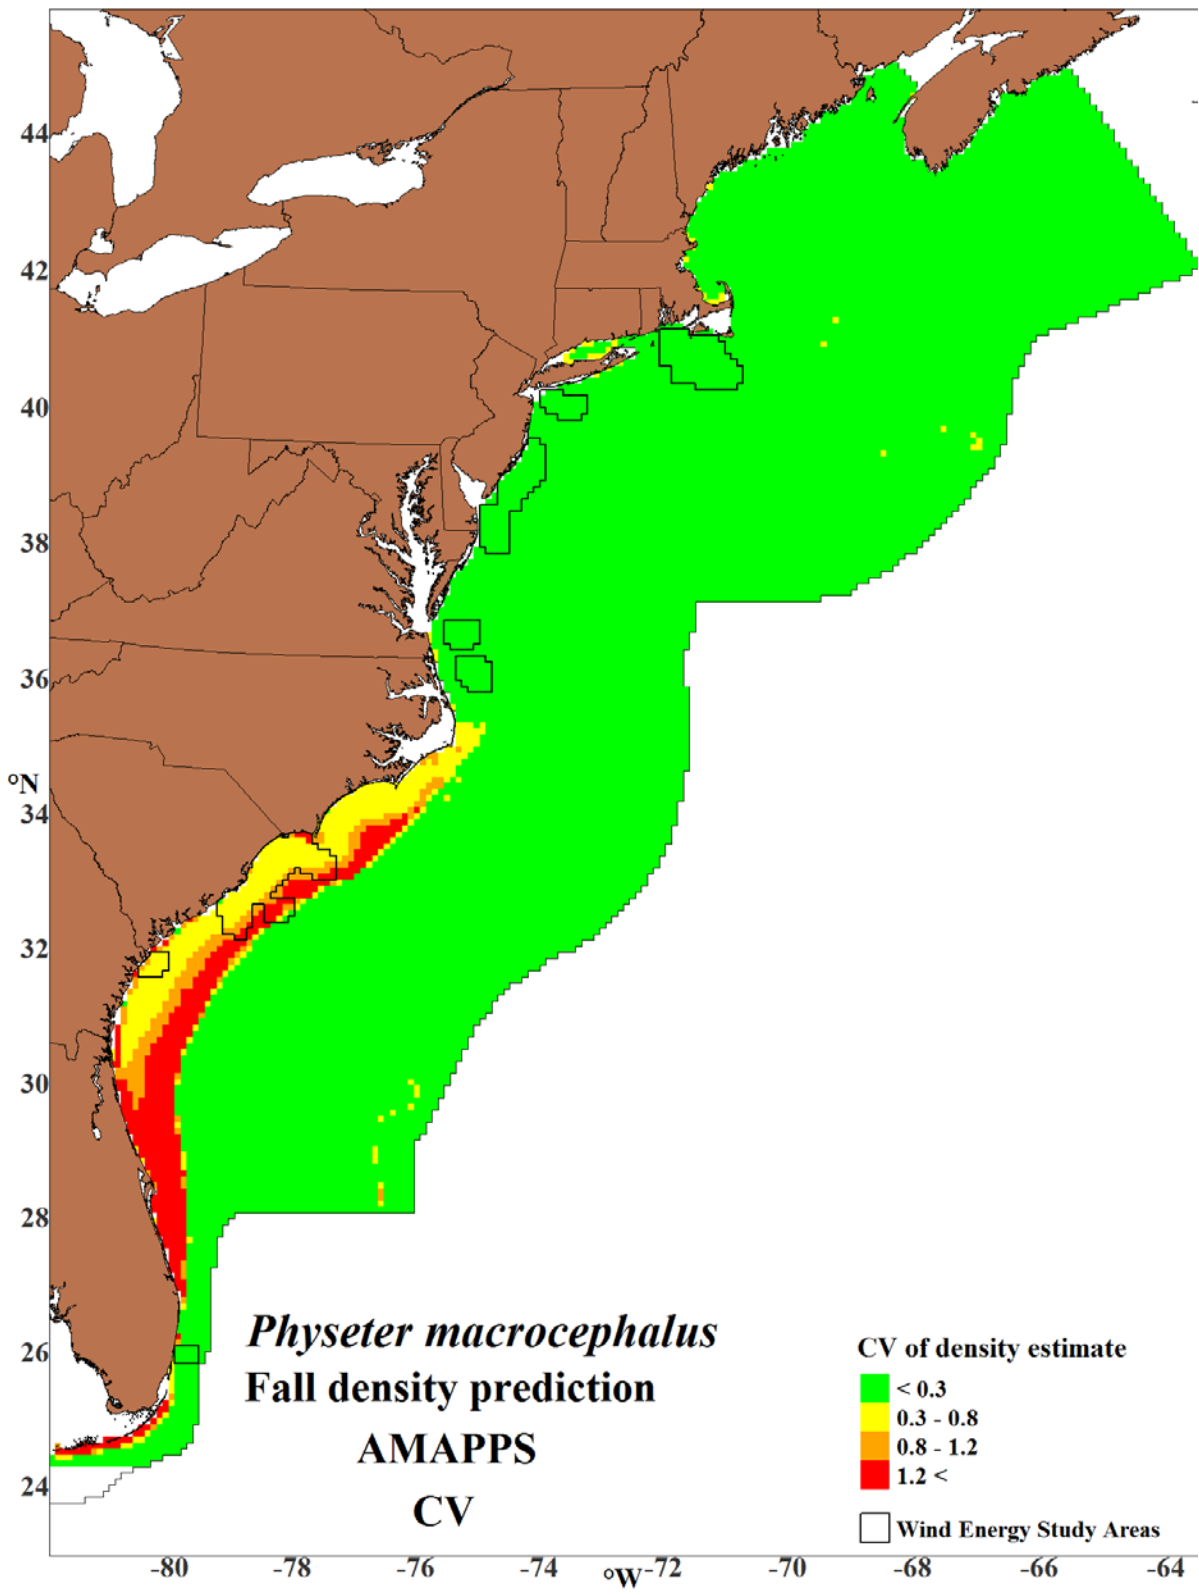 44
42
40
38
36
°N
34
32
30
28
26
24
Physeter macrocephalus
Fall density prediction
AMAPPS
CV
CV of density estimate
< 0.3
0.3 - 0.8
0.8 - 1.2
1.2 <
Wind Energy Study Areas
-80 -78 -76 -74 °W -72 -70 -68 -66 -64